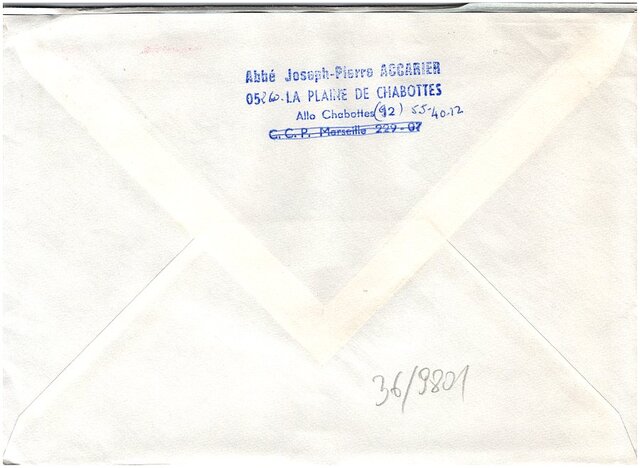 Abbé Joseph-Pierre ACCARIER
05260 LA PLAINE DE CHABOTTES
Allo Chabottes (92) 55-40-12
C. C. P. Marseille 229-07
36/9801